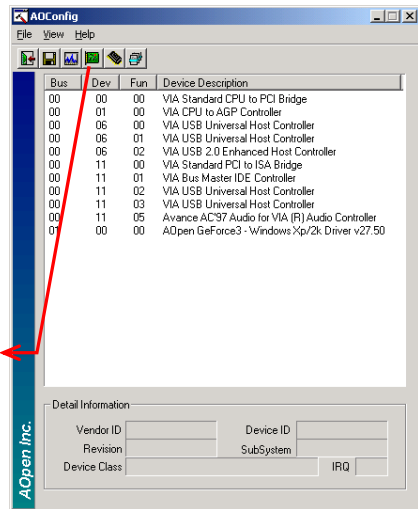 AOConfig
File View Help
Bus Dev Fun Device Description
00 00 00 VIA Standard CPU to PCI Bridge
00 01 00 VIA CPU to AGP Controller
00 06 00 VIA USB Universal Host Controller
00 06 01 VIA USB Universal Host Controller
00 06 02 VIA USB 2.0 Enhanced Host Controller
00 11 00 VIA Standard PCI to ISA Bridge
00 11 01 VIA Bus Master IDE Controller
00 11 02 VIA USB Universal Host Controller
00 11 03 VIA USB Universal Host Controller
00 11 05 Avance AC'97 Audio for VIA (R) Audio Controller
01 00 00 AOpen GeForce3 - Windows Xp/2k Driver v27.50
Detail Information
Vendor ID Device ID
Revision SubSystem
Device Class IRQ
AOpen Inc.